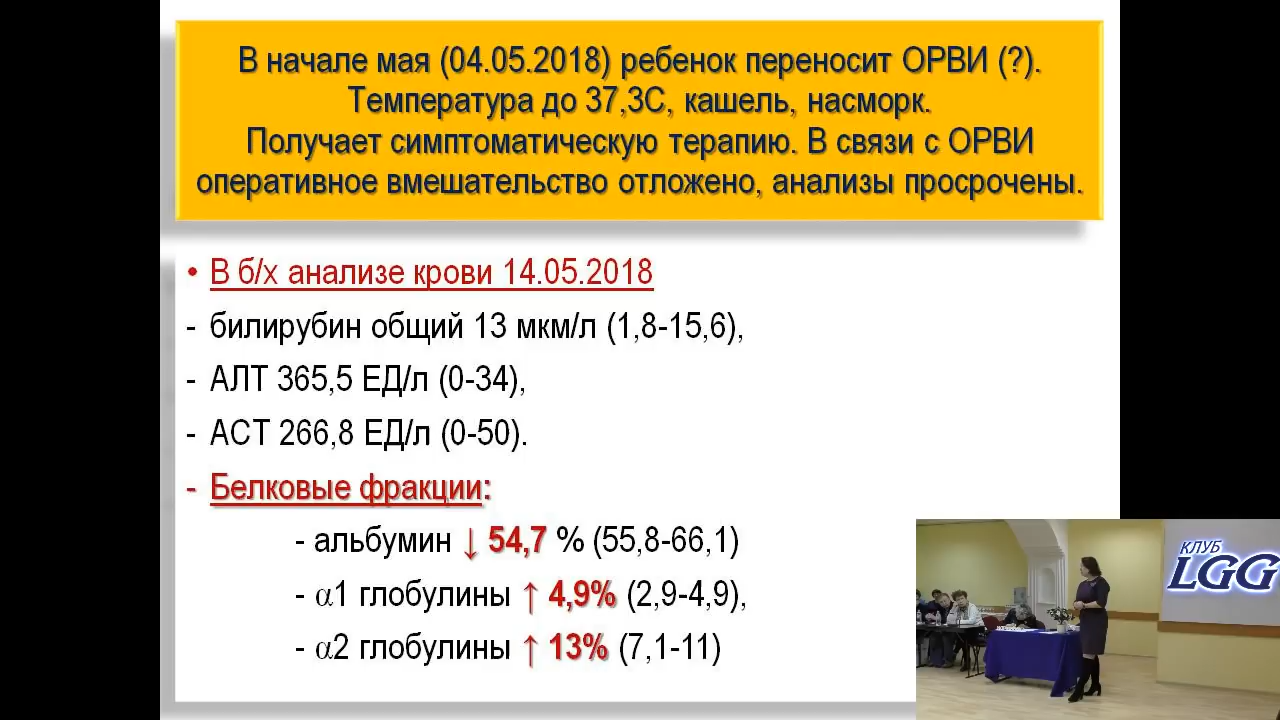 В начале мая (04.05.2018) ребенок переносит ОРВИ (?).
Температура до 37,3С, кашель, насморк.
Получает симптоматическую терапию. В связи с ОРВИ
оперативное вмешательство отложено, анализы просрочены.
• В б/х анализе крови 14.05.2018
- билирубин общий 13 мкм/л (1,8-15,6),
- АЛТ 365,5 ЕД/л (0-34),
- АСТ 266,8 ЕД/л (0-50).
- Белковые фракции:
- альбумин ↓ 54,7 % (55,8-66,1)
- α1 глобулины ↑ 4,9% (2,9-4,9),
- α2 глобулины ↑ 13% (7,1-11)
КЛУБ
LGG